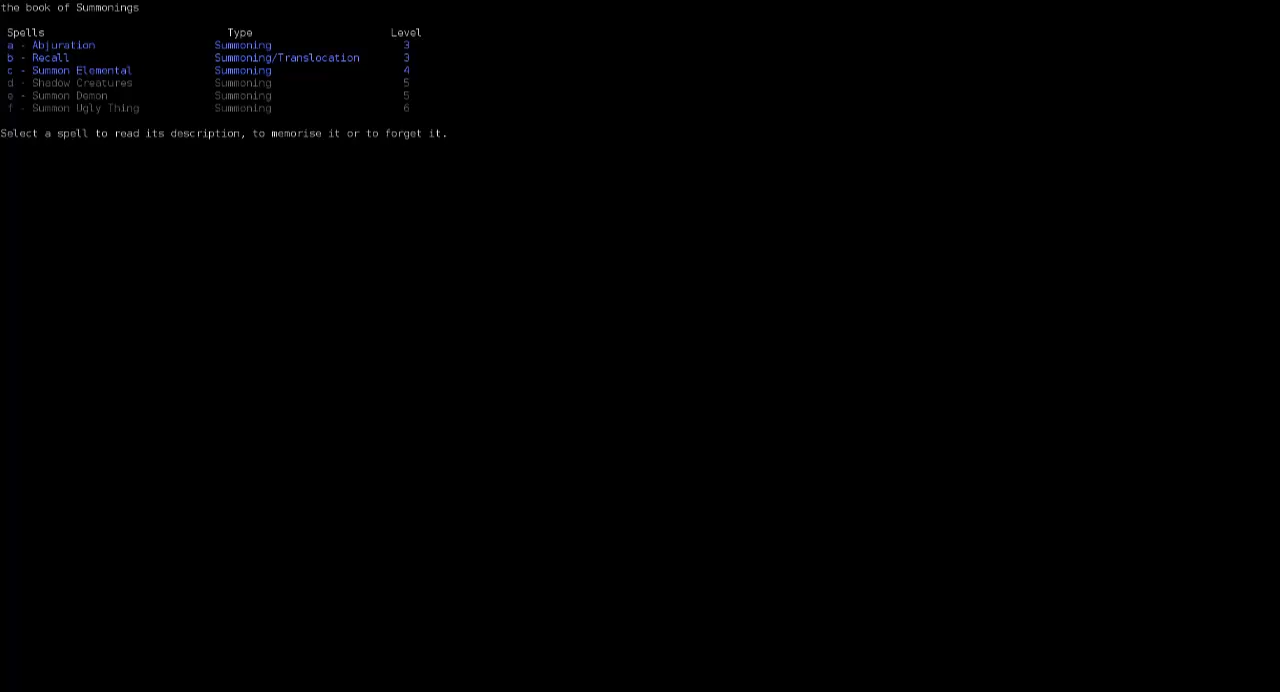 the book of Summonings
Spells Type Level
a - Abjuration Summoning 3
b - Recall Summoning/Translocation 3
c - Summon Elemental Summoning 4
d - Shadow Creatures Summoning 5
e - Summon Demon Summoning 5
f - Summon Ugly Thing Summoning 6
Select a spell to read its description, to memorise it or to forget it.